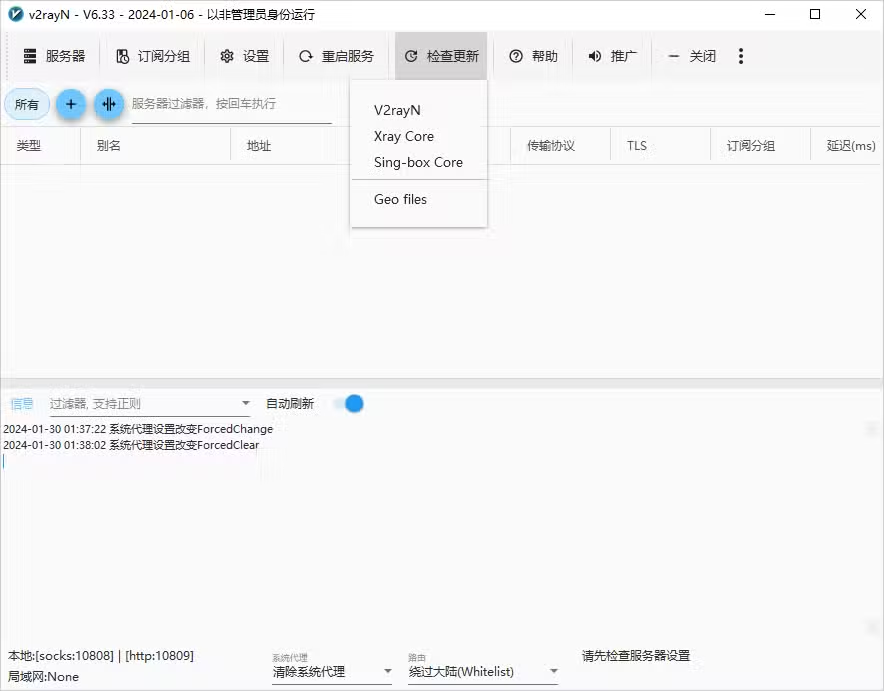 v2rayN - V6.33 - 2024-01-06 - 以非管理员身份运行
服务器 订阅分组 设置 重启服务 检查更新 帮助 推广 关闭
所有 服务器过滤器，按回车执行
V2rayN
Xray Core
Sing-box Core
Geo files
类型 别名 地址 传输协议 TLS 订阅分组 延迟(ms)
信息 过滤器, 支持正则 自动刷新
2024-01-30 01:37:22 系统代理设置改变ForcedChange
2024-01-30 01:38:02 系统代理设置改变ForcedClear
本地:[socks:10808] | [http:10809]
局域网:None
系统代理
清除系统代理
路由
绕过大陆(Whitelist)
请先检查服务器设置